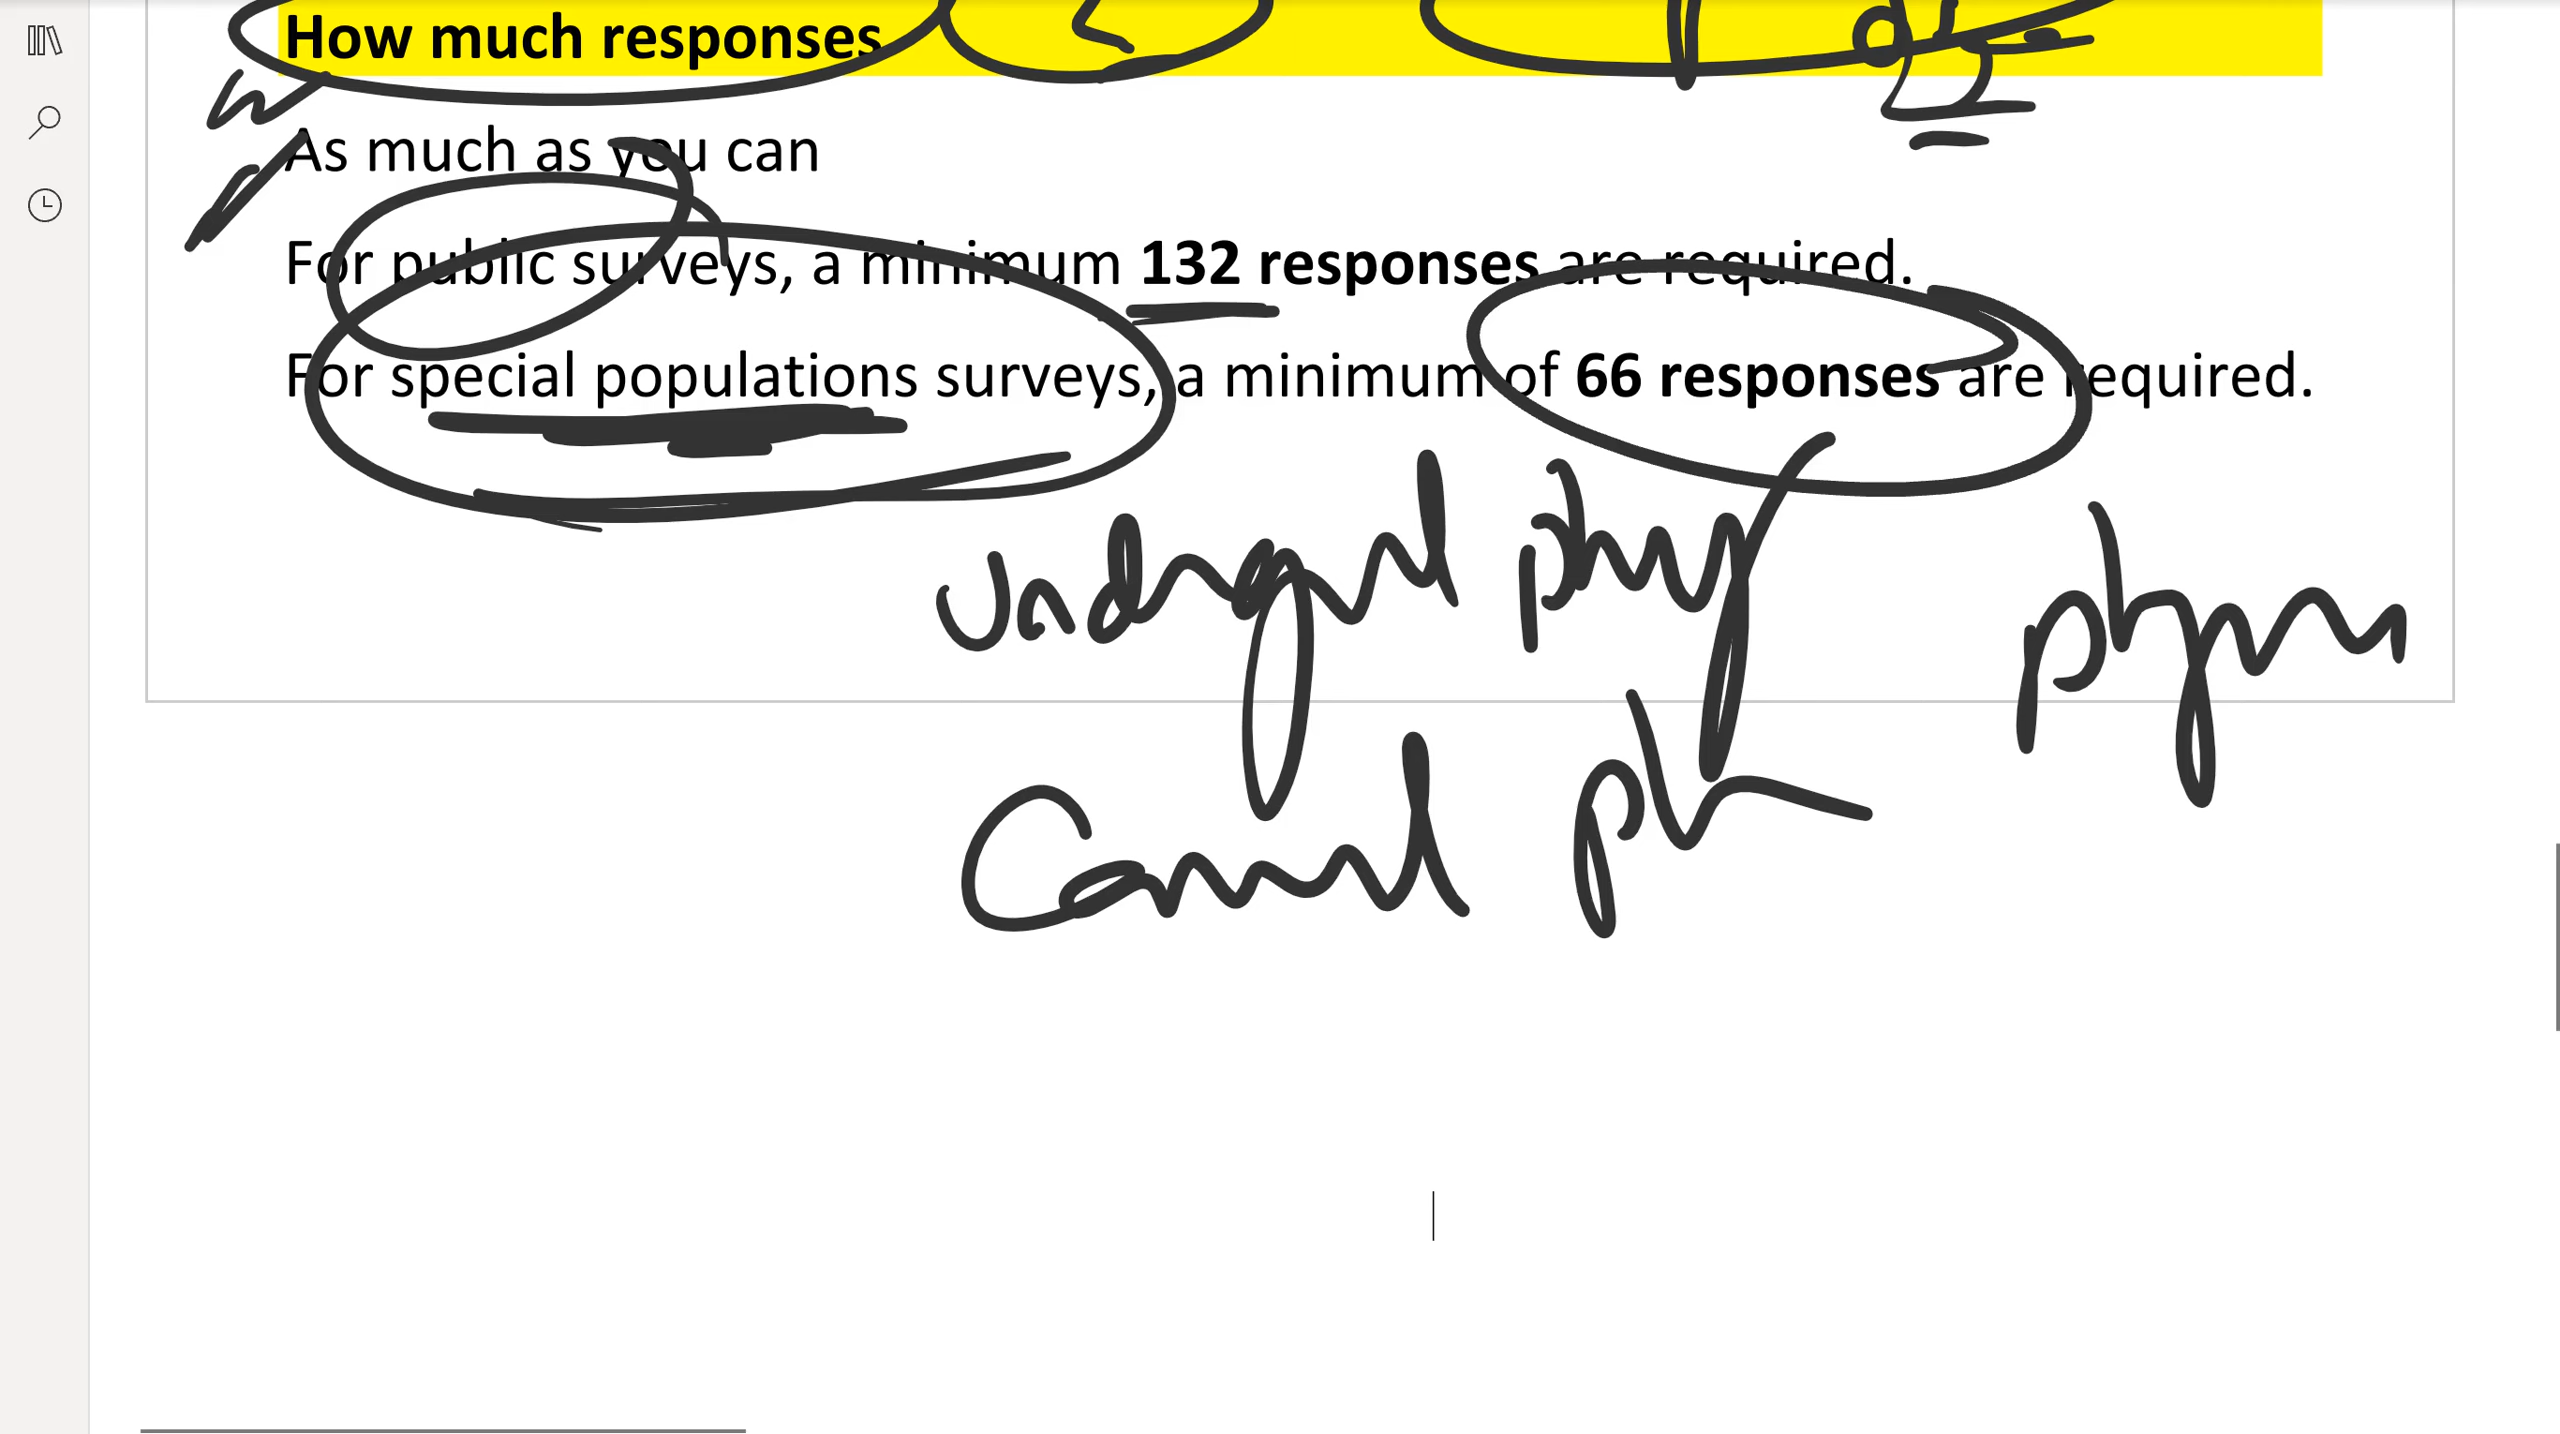 How much responses
As much as you can
For public surveys, a minimum 132 responses are required.
For special populations surveys, a minimum of 66 responses are required.